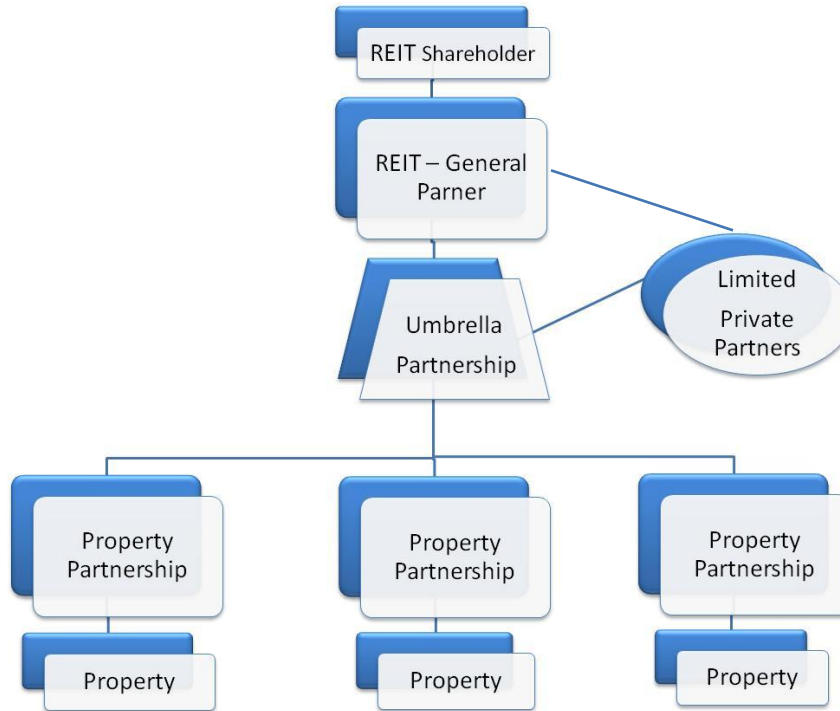 REIT Shareholder
REIT – General
Parner
Limited
Private
Partners
Umbrella
Partnership
Property
Partnership
Property
Partnership
Property
Partnership
Property
Property
Property